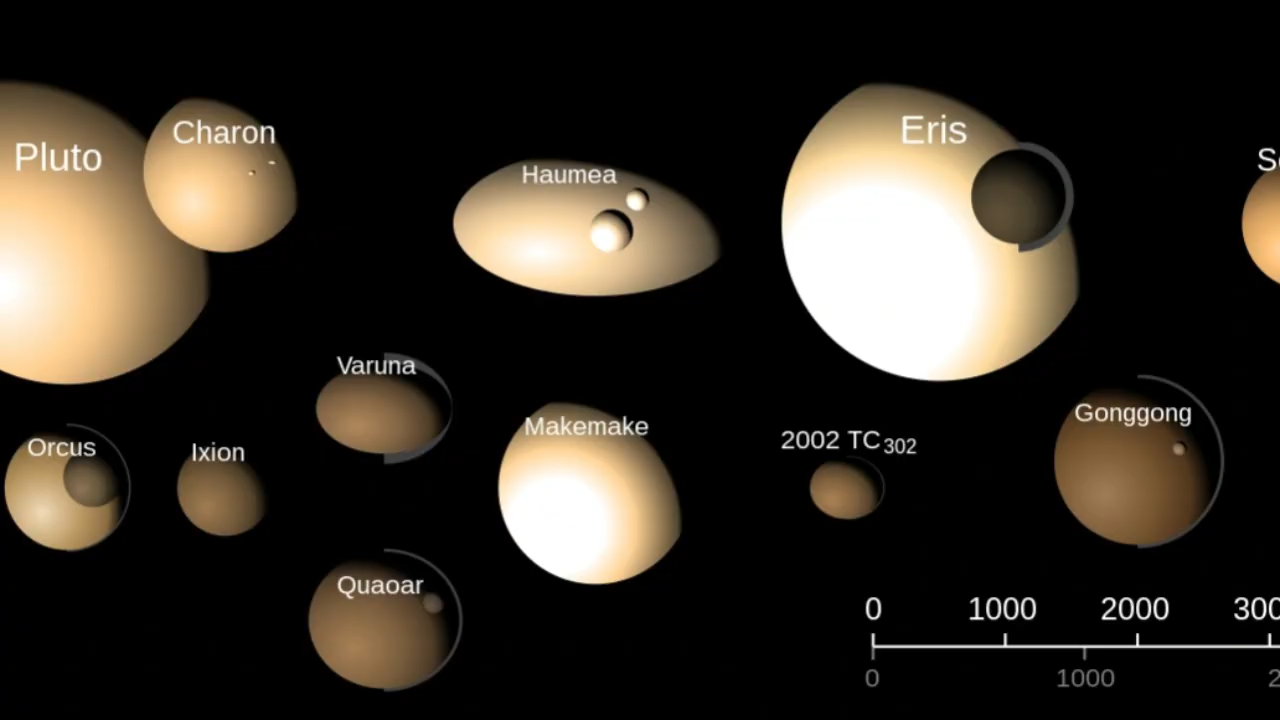 Pluto
Charon
Haumea
Eris
Varuna
Orcus
Ixion
Makemake
2002 TC302
Gonggong
Quaoar
0 1000 2000
0 1000